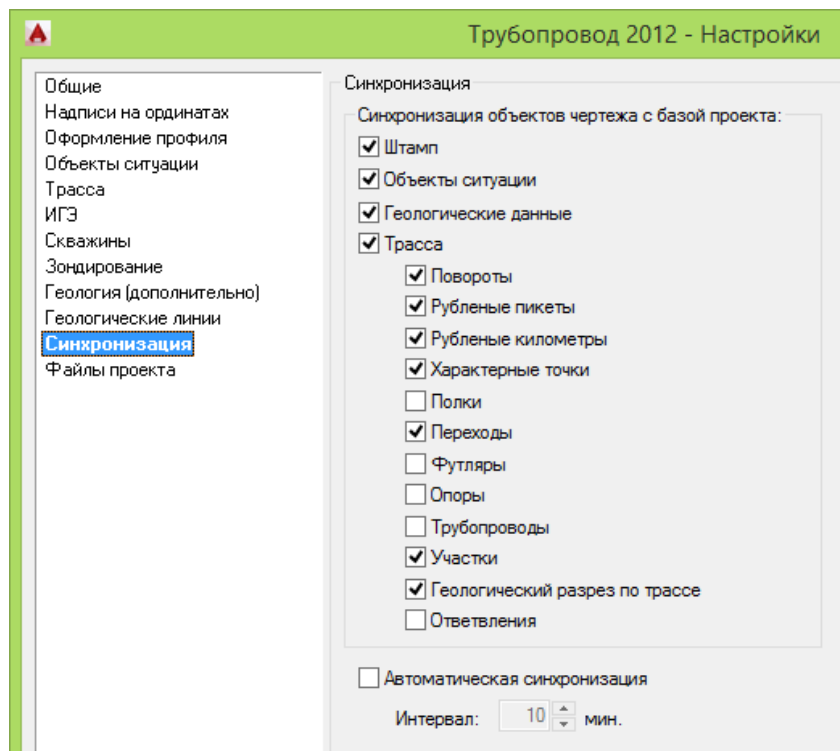 Трубопровод 2012 - Настройки
Общие
Надписи на ординатах
Оформление профиля
Объекты ситуации
Трасса
ИГЭ
Скважины
Зондирование
Геология (дополнительно)
Геологические линии
Синхронизация
Файлы проекта
Синхронизация
Синхронизация объектов чертежа с базой проекта:
Штамп
Объекты ситуации
Геологические данные
Трасса
Повороты
Рубленые пикеты
Рубленые километры
Характерные точки
Полки
Переходы
Футляры
Опоры
Трубопроводы
Участки
Геологический разрез по трассе
Ответвления
Автоматическая синхронизация
Интервал: 10 мин.